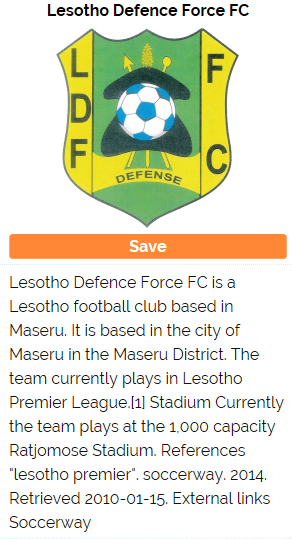 Lesotho Defence Force FC
L
D
F
F
C
DEFENSE
Save
Lesotho Defence Force FC is a
Lesotho football club based in
Maseru. It is based in the city of
Maseru in the Maseru District. The
team currently plays in Lesotho
Premier League.[1] Stadium Currently
the team plays at the 1,000 capacity
Ratjomose Stadium. References
"lesotho premier". soccerway. 2014.
Retrieved 2010-01-15. External links
Soccerway